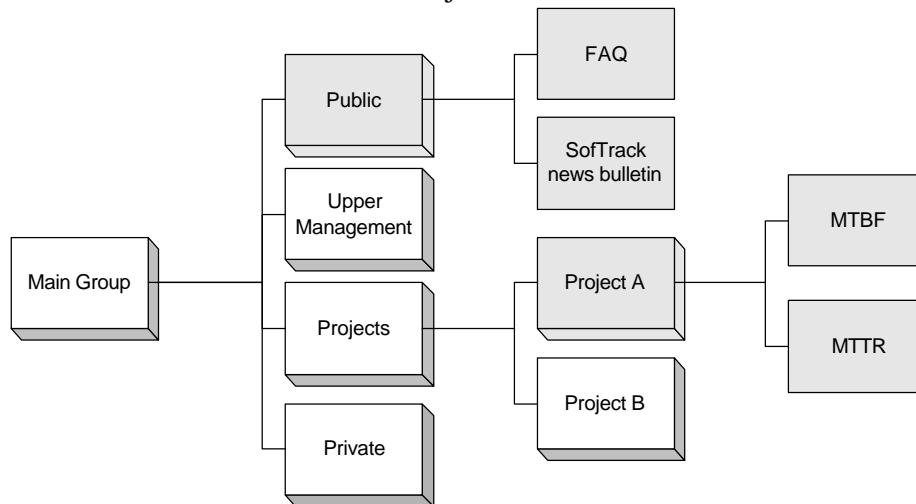 FAQ
Public
SofTrack
news bulletin
Upper
Management
MTBF
Main Group
Project A
Projects
MTTR
Project B
Private